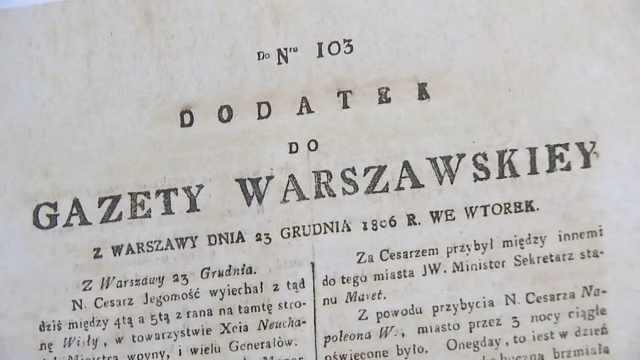 Do Nru 103
DODATEK
DO
GAZETY WARSZAWSKIEY
Z WARSZAWY DNIA 23 GRUDNIA 1806 R. WE WTOREK.
Z Warszawy 23 Grudnia.
N. Cesarz Jegomość wyiechał z tąd
dziś między 4tą a 5tą z rana na tamtę stro-
nę Wisły, w towarzystwie Xcia Neucha-
Ministra woyny, i wielu Generałów.
Za Cesarzem przybył między innemi
do tego miasta JW. Minister Sekretarz sta-
nu Maret.
Z powodu przybycia N. Cesarza Na-
poleona W., miasto przez 3 nocy ciągle
oświecone było. Onegday, to iest w dzień
brzmiała